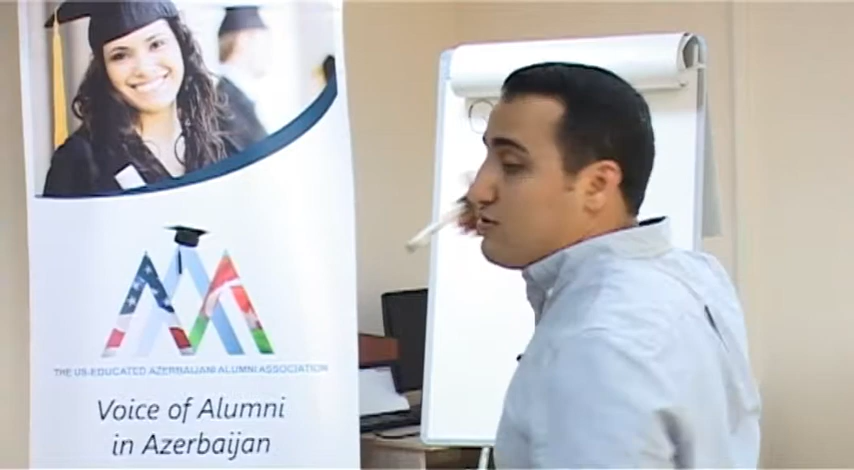 THE US-EDUCATED AZERBAIJANI ALUMNI ASSOCIATION
Voice of Alumni
in Azerbaijan